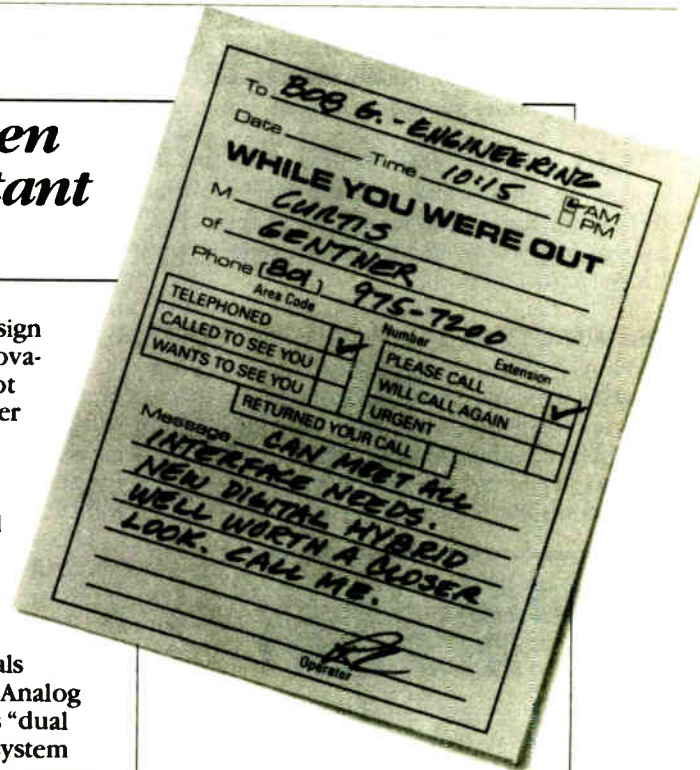 en
tant
sign
ova-
ot
er
als
Analog
"dual
ystem
To BOB G. - ENGINEERING
Date Time 10:15 AM
PM
WHILE YOU WERE OUT
M CURTIS
of GENTNER
Phone (801) 975-7200
Area Code Number Extension
TELEPHONED
CALLED TO SEE YOU
WANTS TO SEE YOU
RETURNED YOUR CALL
PLEASE CALL
WILL CALL AGAIN
URGENT
Message CAN MEET ALL
INTERFACE NEEDS.
NEW DIGITAL HYBRID
WELL WORTH A CLOSER
LOOK. CALL ME.
Operator